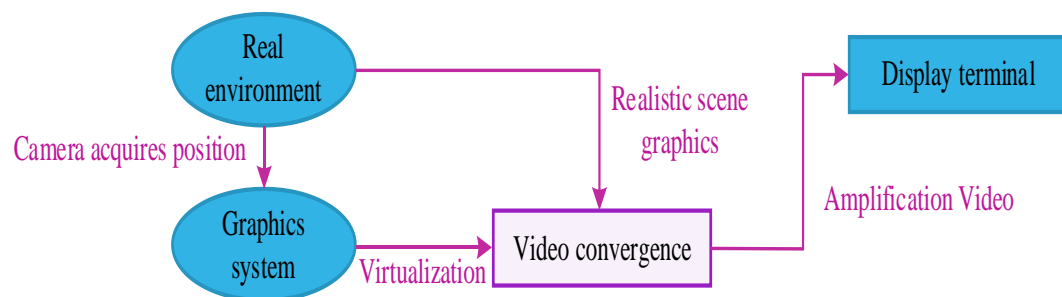 Real
environment
Display terminal
Realistic scene
graphics
Camera acquires position
Amplification Video
Graphics
system
Video convergence
Virtualization